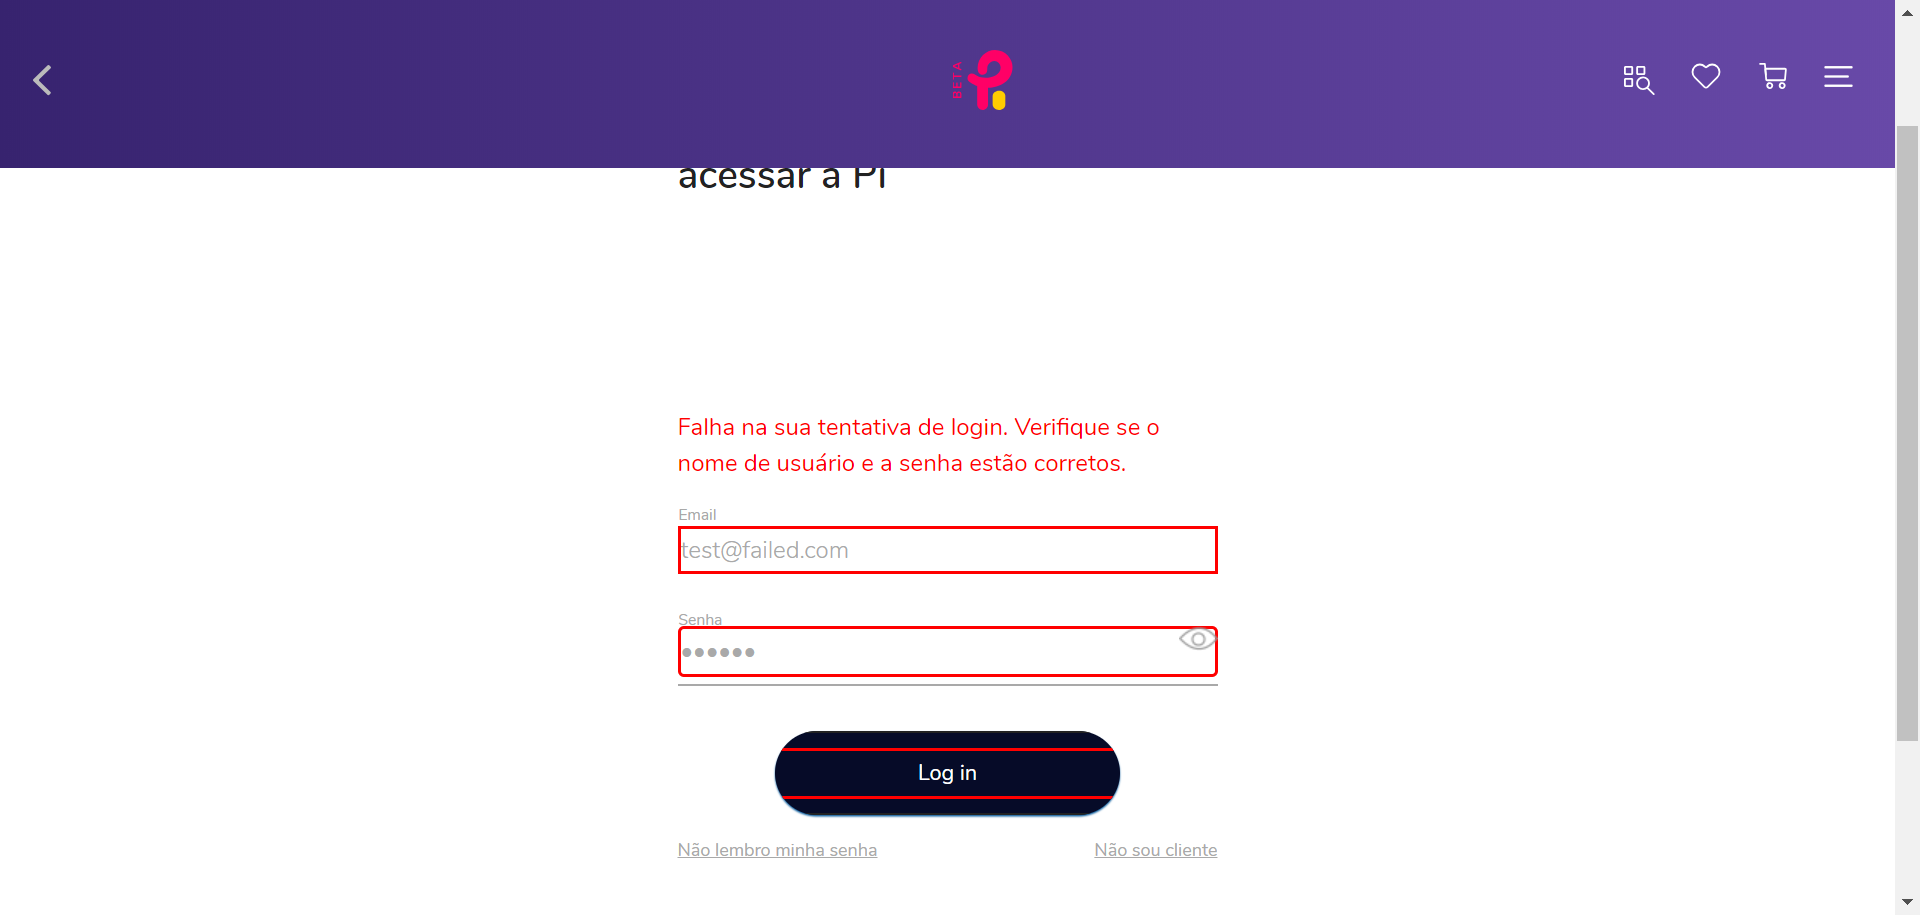 BETA
acessar a Pi
Falha na sua tentativa de login. Verifique se o
nome de usuário e a senha estão corretos.
Email
test@failed.com
Senha
••••••
Log in
Não lembro minha senha
Não sou cliente